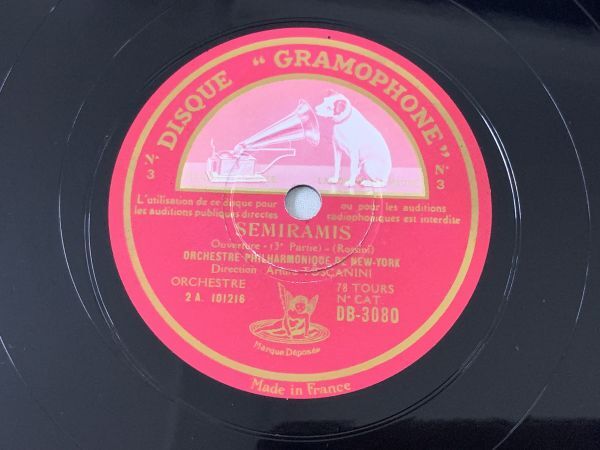 DISQUE "GRAMOPHONE"
N. 3
N° 3
L'utilisation de ce disque pour ou pour les auditions
les auditions publiques directes radiophoniques est interdite
SEMIRAMIS
Ouverture - (3e Partie) - (Rossini)
ORCHESTRE PHILHARMONIQUE DE NEW-YORK
Direction Arturo TOSCANINI
ORCHESTRE 78 TOURS
2 A. 101216 N° CAT
DB-3080
Marque Déposée
Made in France